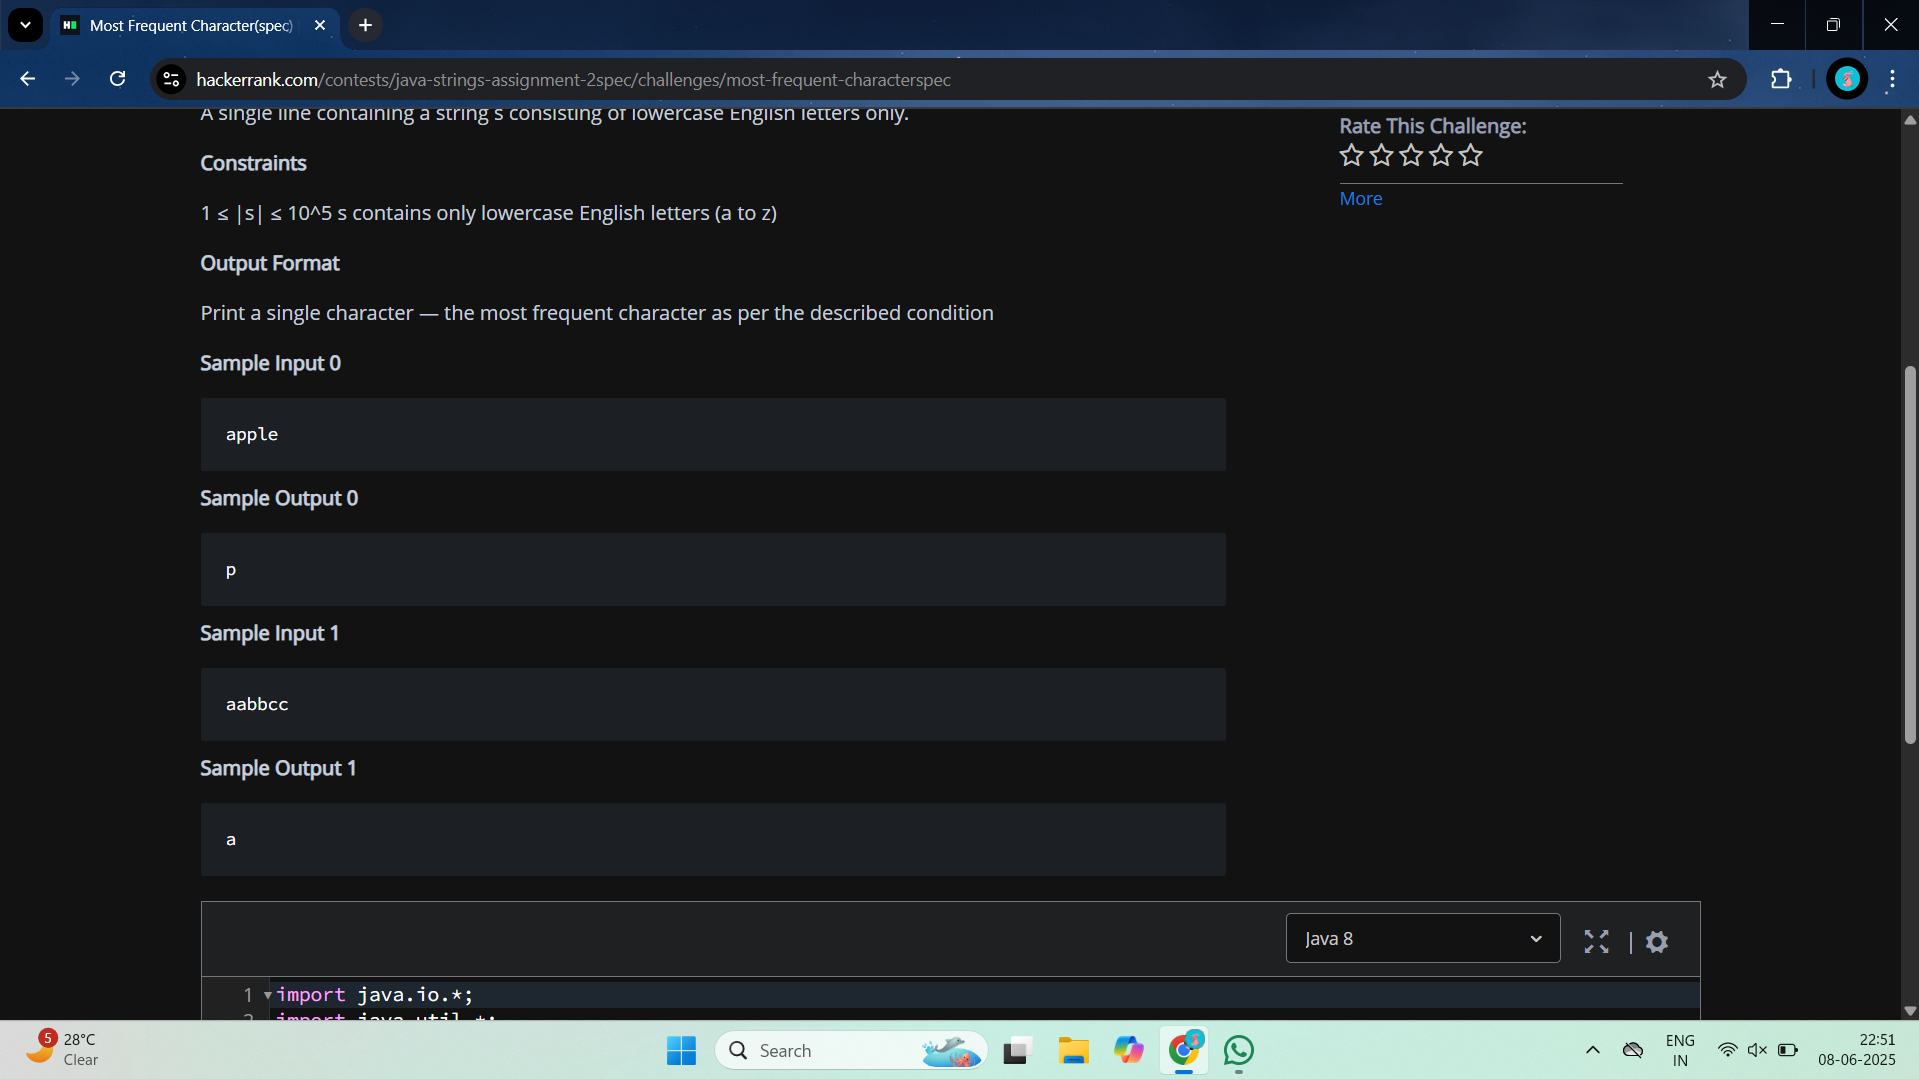 Most Frequent Character(spec)
hackerrank.com/contests/java-strings-assignment-2spec/challenges/most-frequent-characterspec
A single line containing a string s consisting of lowercase English letters only.
Rate This Challenge:
More
Constraints
1 ≤ |s| ≤ 10^5 s contains only lowercase English letters (a to z)
Output Format
Print a single character — the most frequent character as per the described condition
Sample Input 0
apple
Sample Output 0
p
Sample Input 1
aabbcc
Sample Output 1
a
Java 8
1 import java.io.*;
2 import java.util.*;
5
28°C
Clear
Search
ENG
IN
22:51
08-06-2025